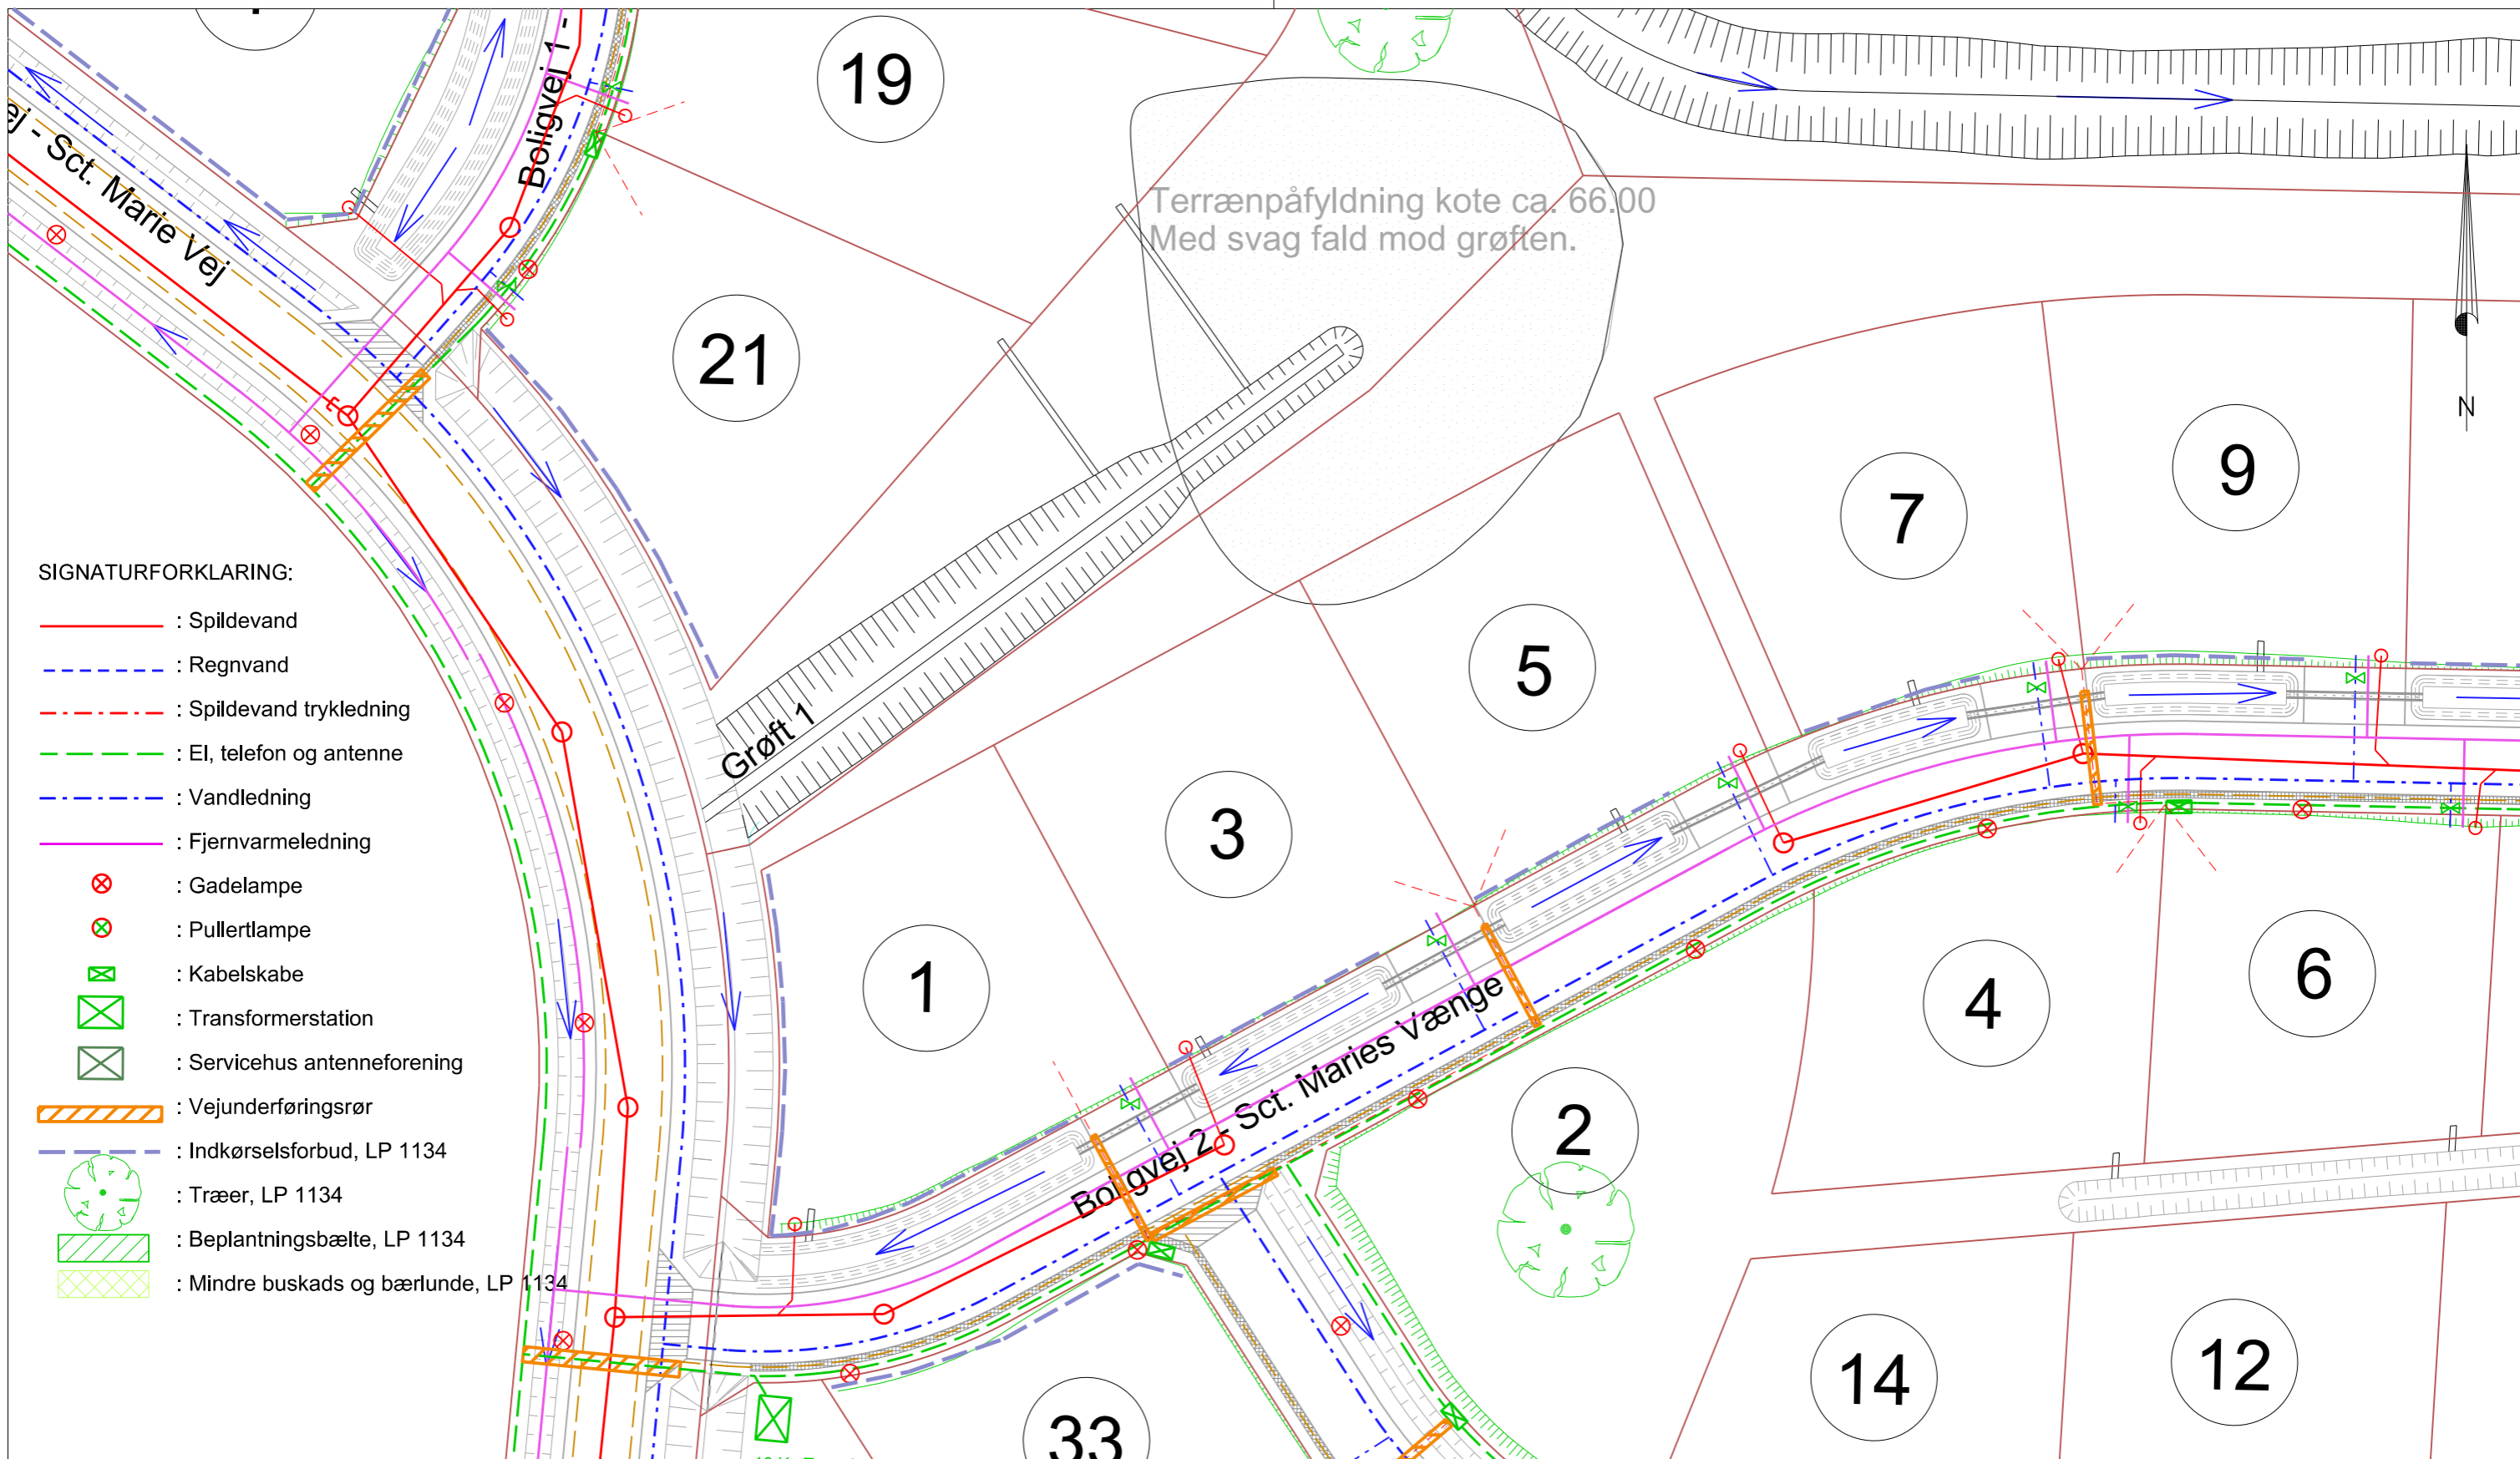 19
Boligvej 1 -
ej - Sct. Marie Vej
Terrænpåfyldning kote ca. 66.00
Med svag fald mod grøften.
21
N
9
7
5
3
1
Grøft 1
SIGNATURFORKLARING:
: Spildevand
: Regnvand
: Spildevand trykledning
: El, telefon og antenne
: Vandledning
: Fjernvarmeledning
: Gadelampe
: Pullertlampe
: Kabelskabe
: Transformerstation
: Servicehus antenneforening
: Vejunderføringsrør
: Indkørselsforbud, LP 1134
: Træer, LP 1134
: Beplantningsbælte, LP 1134
: Mindre buskads og bærlunde, LP 1134
Boligvej 2 - Sct. Maries Vænge
4
6
2
14
12
33